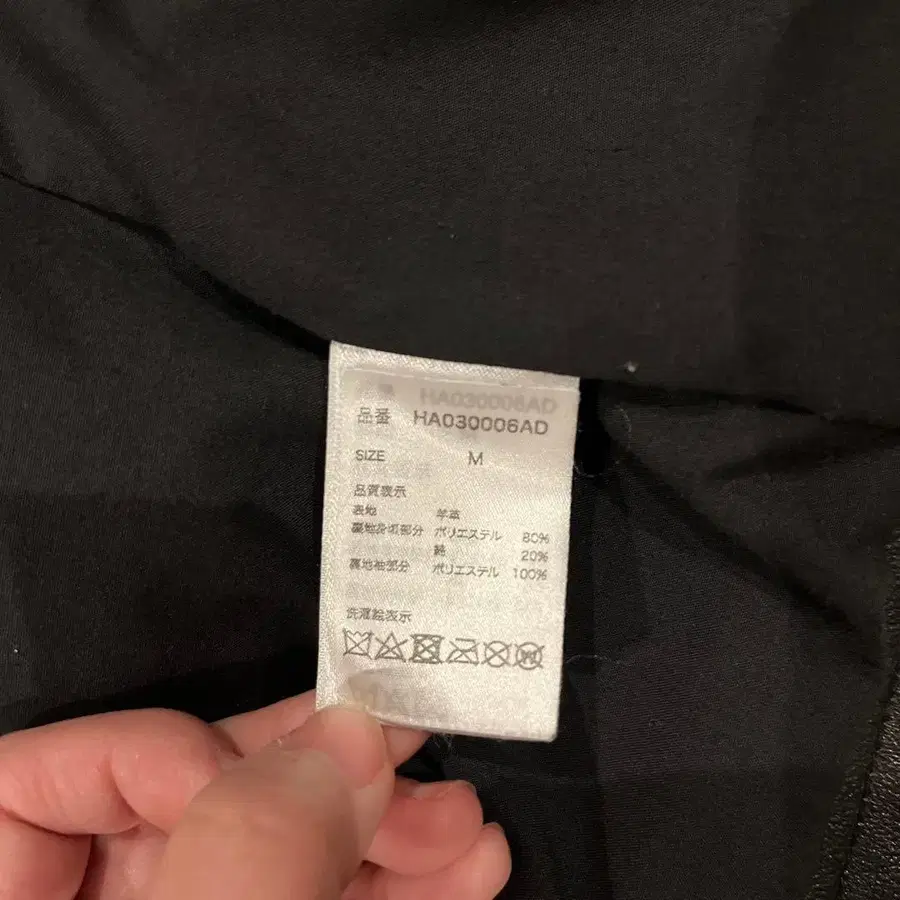 品番 HA030006AD
SIZE M
品質表示
表地 羊革
裏地身頃部分 ポリエステル 80%
綿 20%
裏地袖部分 ポリエステル 100%
洗濯絵表示